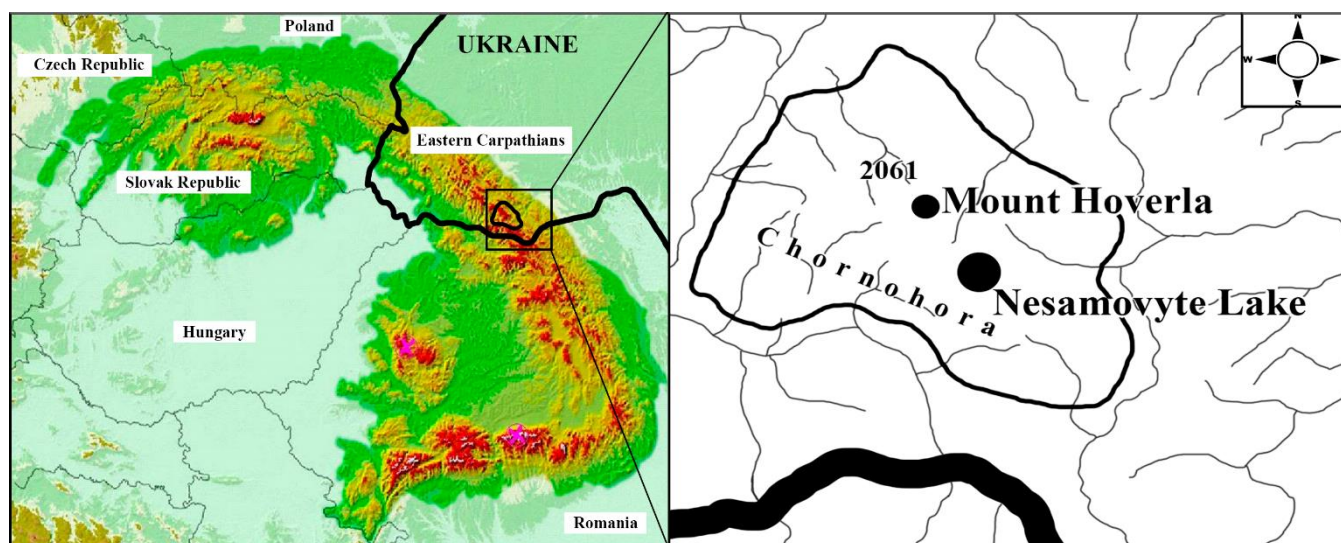 Poland
UKRAINE
Czech Republic
Eastern Carpathians
Slovak Republic
Hungary
Romania
N
W
E
S
2061
Mount Hoverla
Chornohora
Nesamovyte Lake